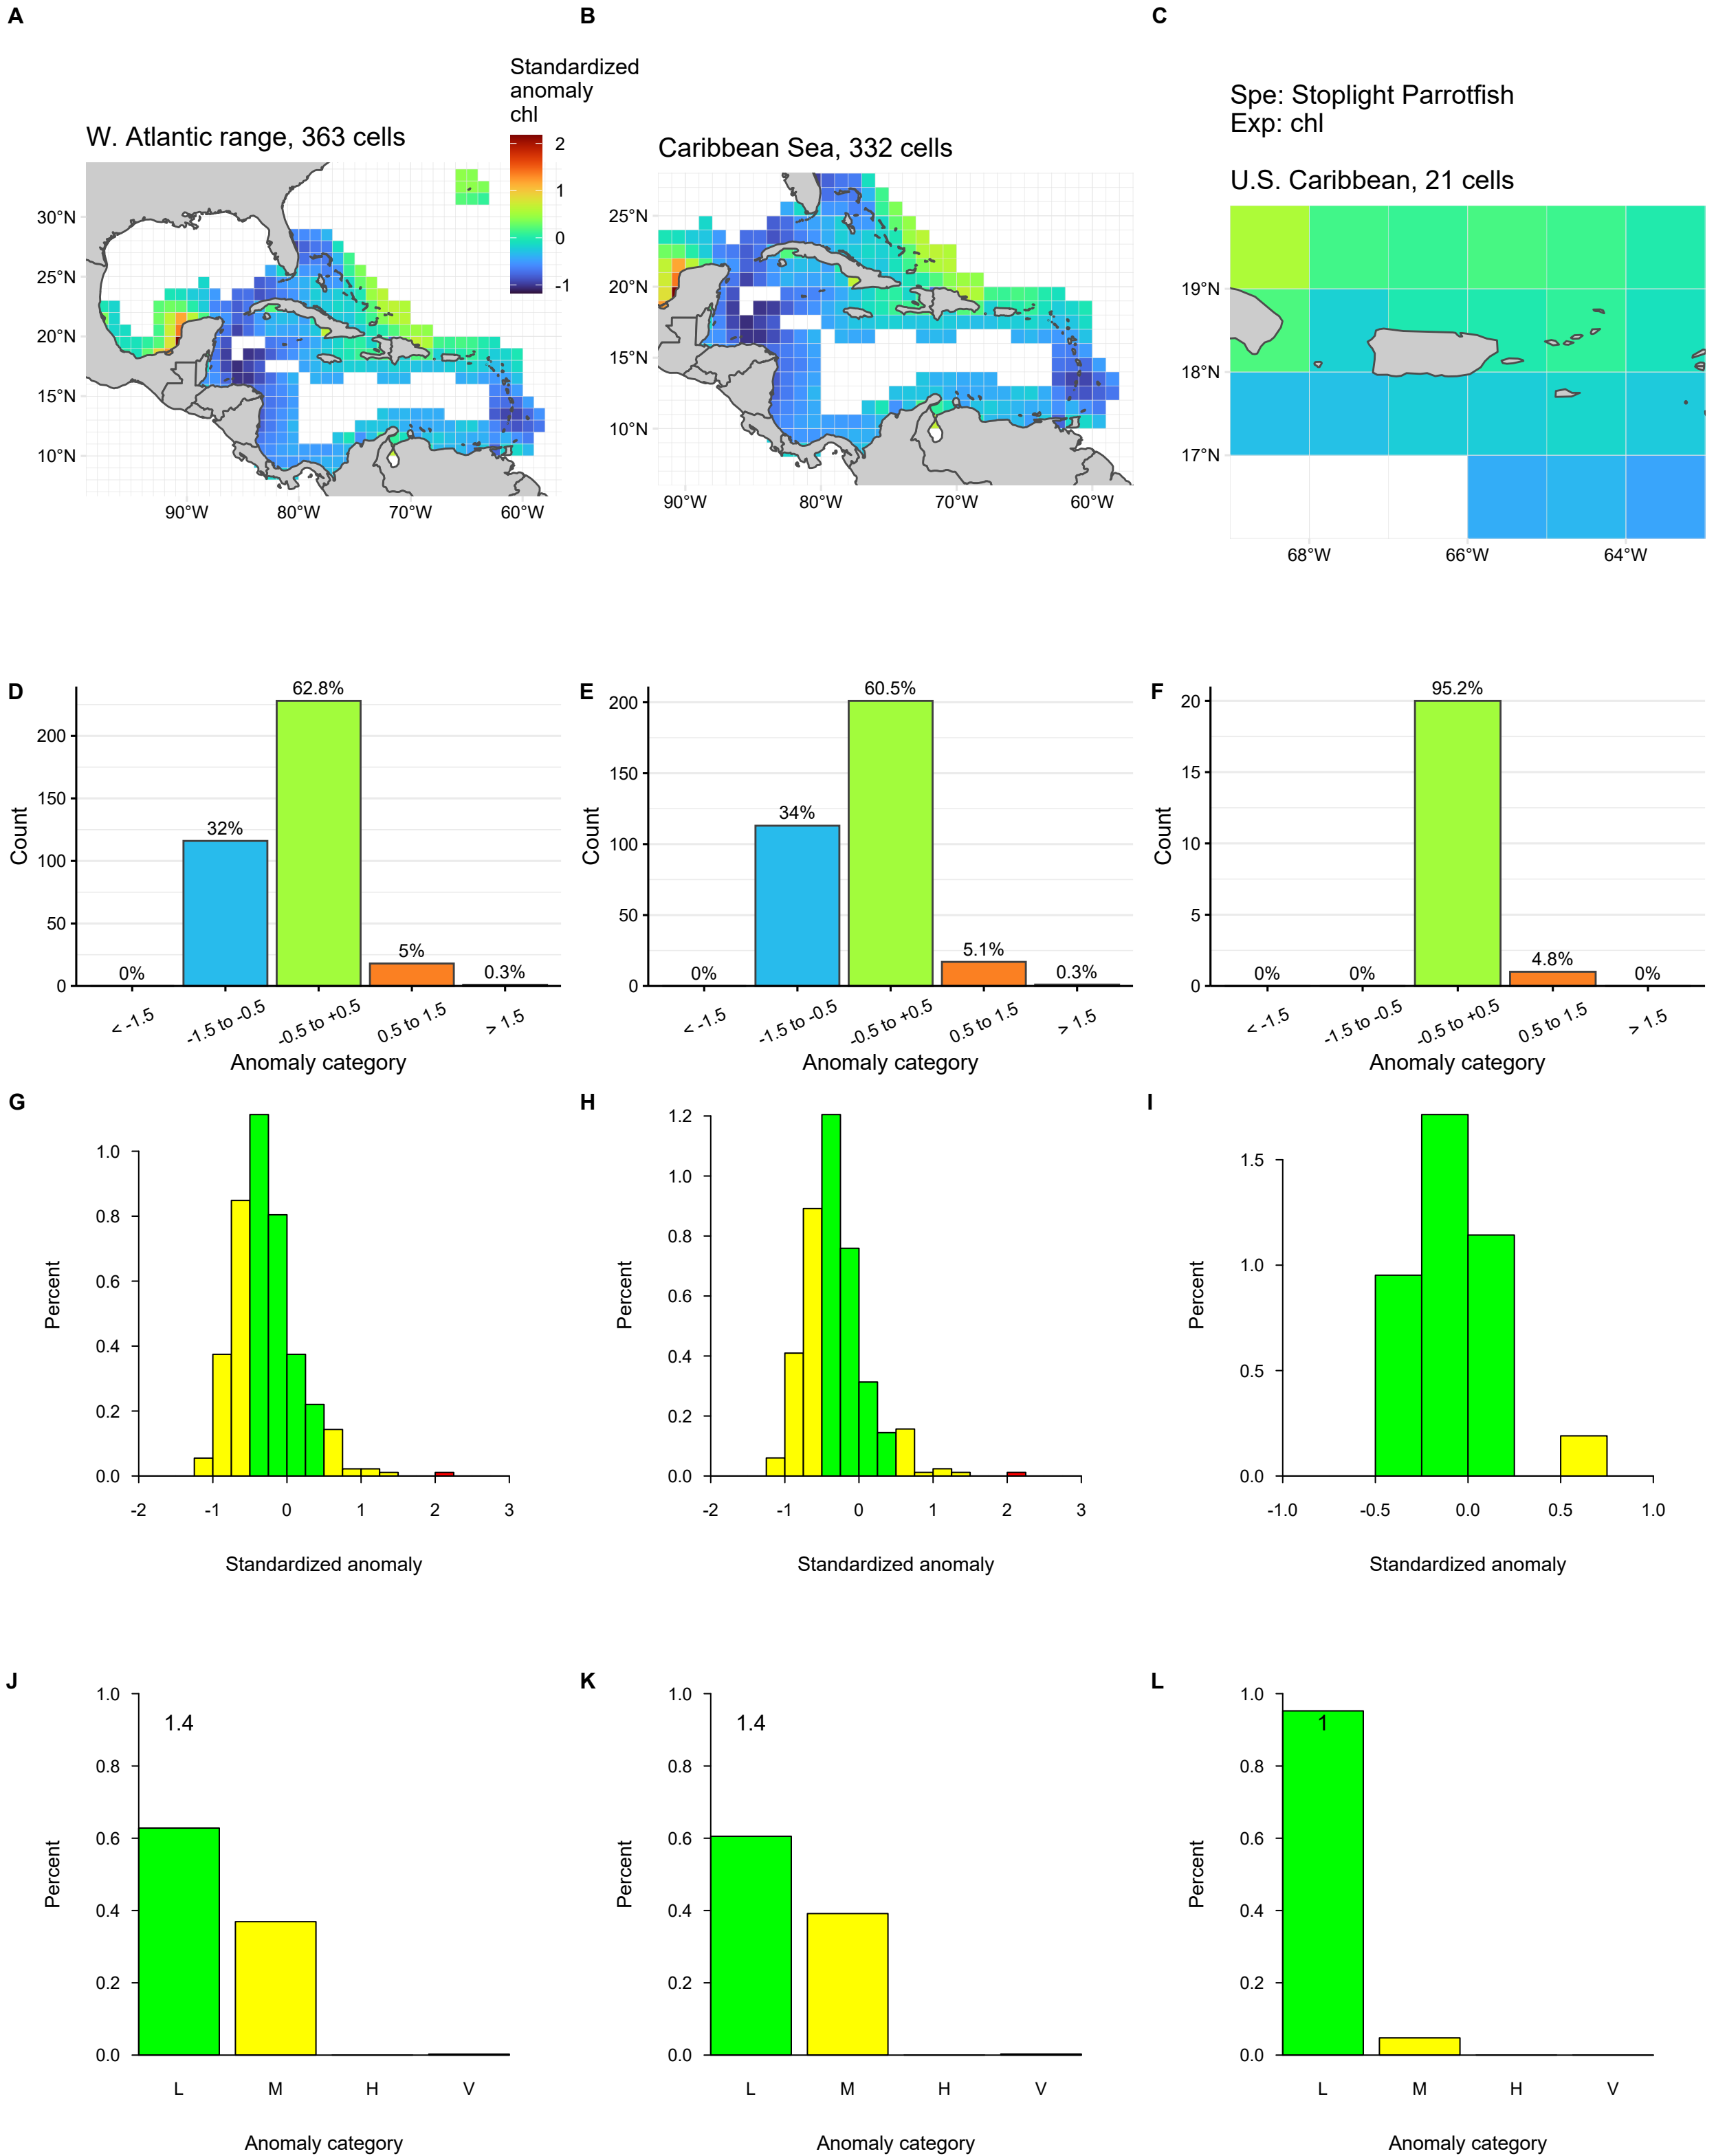 A
B
C
Standardized
anomaly
chl
2
1
0
-1
W. Atlantic range, 363 cells
30°N
25°N
20°N
15°N
10°N
90°W
80°W
70°W
60°W
Caribbean Sea, 332 cells
25°N
20°N
15°N
10°N
90°W
80°W
70°W
60°W
Spe: Stoplight Parrotfish
Exp: chl
U.S. Caribbean, 21 cells
19°N
18°N
17°N
68°W
66°W
64°W
D
Count
200
150
100
50
0
0%
32%
62.8%
5%
0.3%
< -1.5
-1.5 to -0.5
-0.5 to +0.5
0.5 to 1.5
> 1.5
Anomaly category
E
Count
200
150
100
50
0
0%
34%
60.5%
5.1%
0.3%
< -1.5
-1.5 to -0.5
-0.5 to +0.5
0.5 to 1.5
> 1.5
Anomaly category
F
Count
20
15
10
5
0
0%
0%
95.2%
4.8%
0%
< -1.5
-1.5 to -0.5
-0.5 to +0.5
0.5 to 1.5
> 1.5
Anomaly category
G
Percent
1.0
0.8
0.6
0.4
0.2
0.0
-2
-1
0
1
2
3
Standardized anomaly
H
Percent
1.2
1.0
0.8
0.6
0.4
0.2
0.0
-2
-1
0
1
2
3
Standardized anomaly
I
Percent
1.5
1.0
0.5
0.0
-1.0
-0.5
0.0
0.5
1.0
Standardized anomaly
J
Percent
1.0
0.8
0.6
0.4
0.2
0.0
1.4
L
M
H
V
Anomaly category
K
Percent
1.0
0.8
0.6
0.4
0.2
0.0
1.4
L
M
H
V
Anomaly category
L
Percent
1.0
0.8
0.6
0.4
0.2
0.0
1
L
M
H
V
Anomaly category